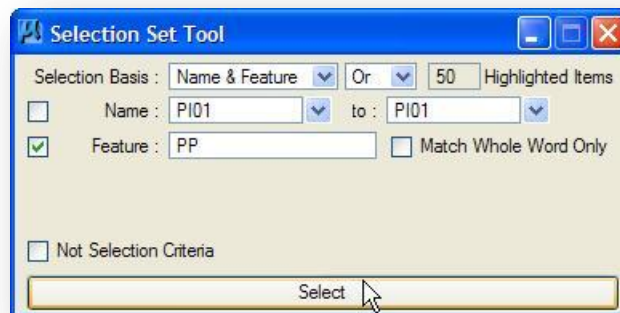 Selection Set Tool
Selection Basis : Name & Feature Or 50 Highlighted Items
Name : PI01 to : PI01
Feature : PP Match Whole Word Only
Not Selection Criteria
Select